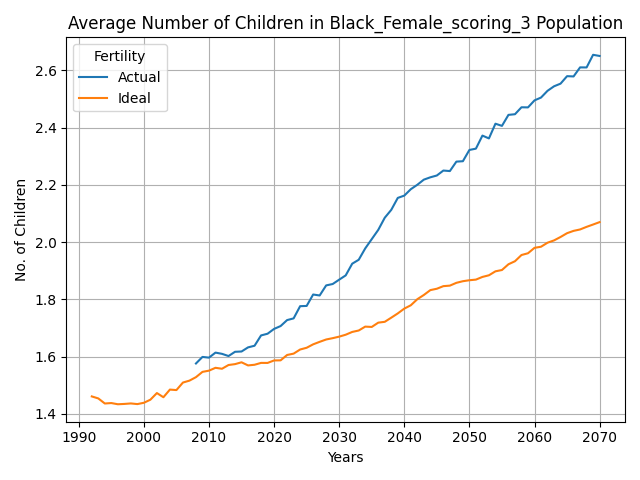 Average Number of Children in Black_Female_scoring_3 Population
Fertility
Actual
Ideal
No. of Children
2.6
2.4
2.2
2.0
1.8
1.6
1.4
1990 2000 2010 2020 2030 2040 2050 2060 2070
Years